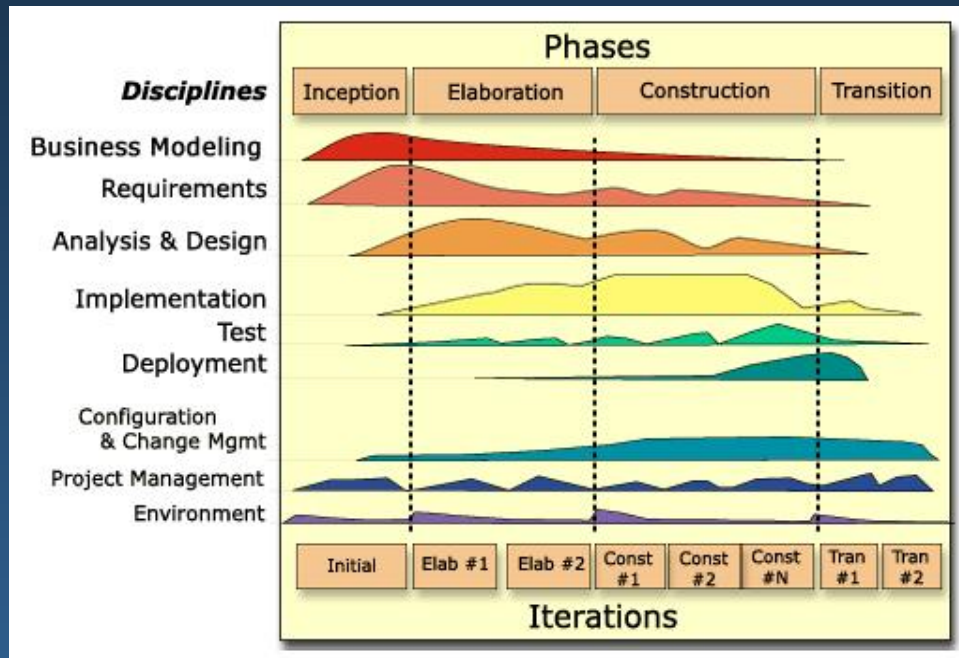 Phases
Disciplines
Inception
Elaboration
Construction
Transition
Business Modeling
Requirements
Analysis & Design
Implementation
Test
Deployment
Configuration
& Change Mgmt
Project Management
Environment
Initial
Elab #1
Elab #2
Const
#1
Const
#2
Const
#N
Tran
#1
Tran
#2
Iterations